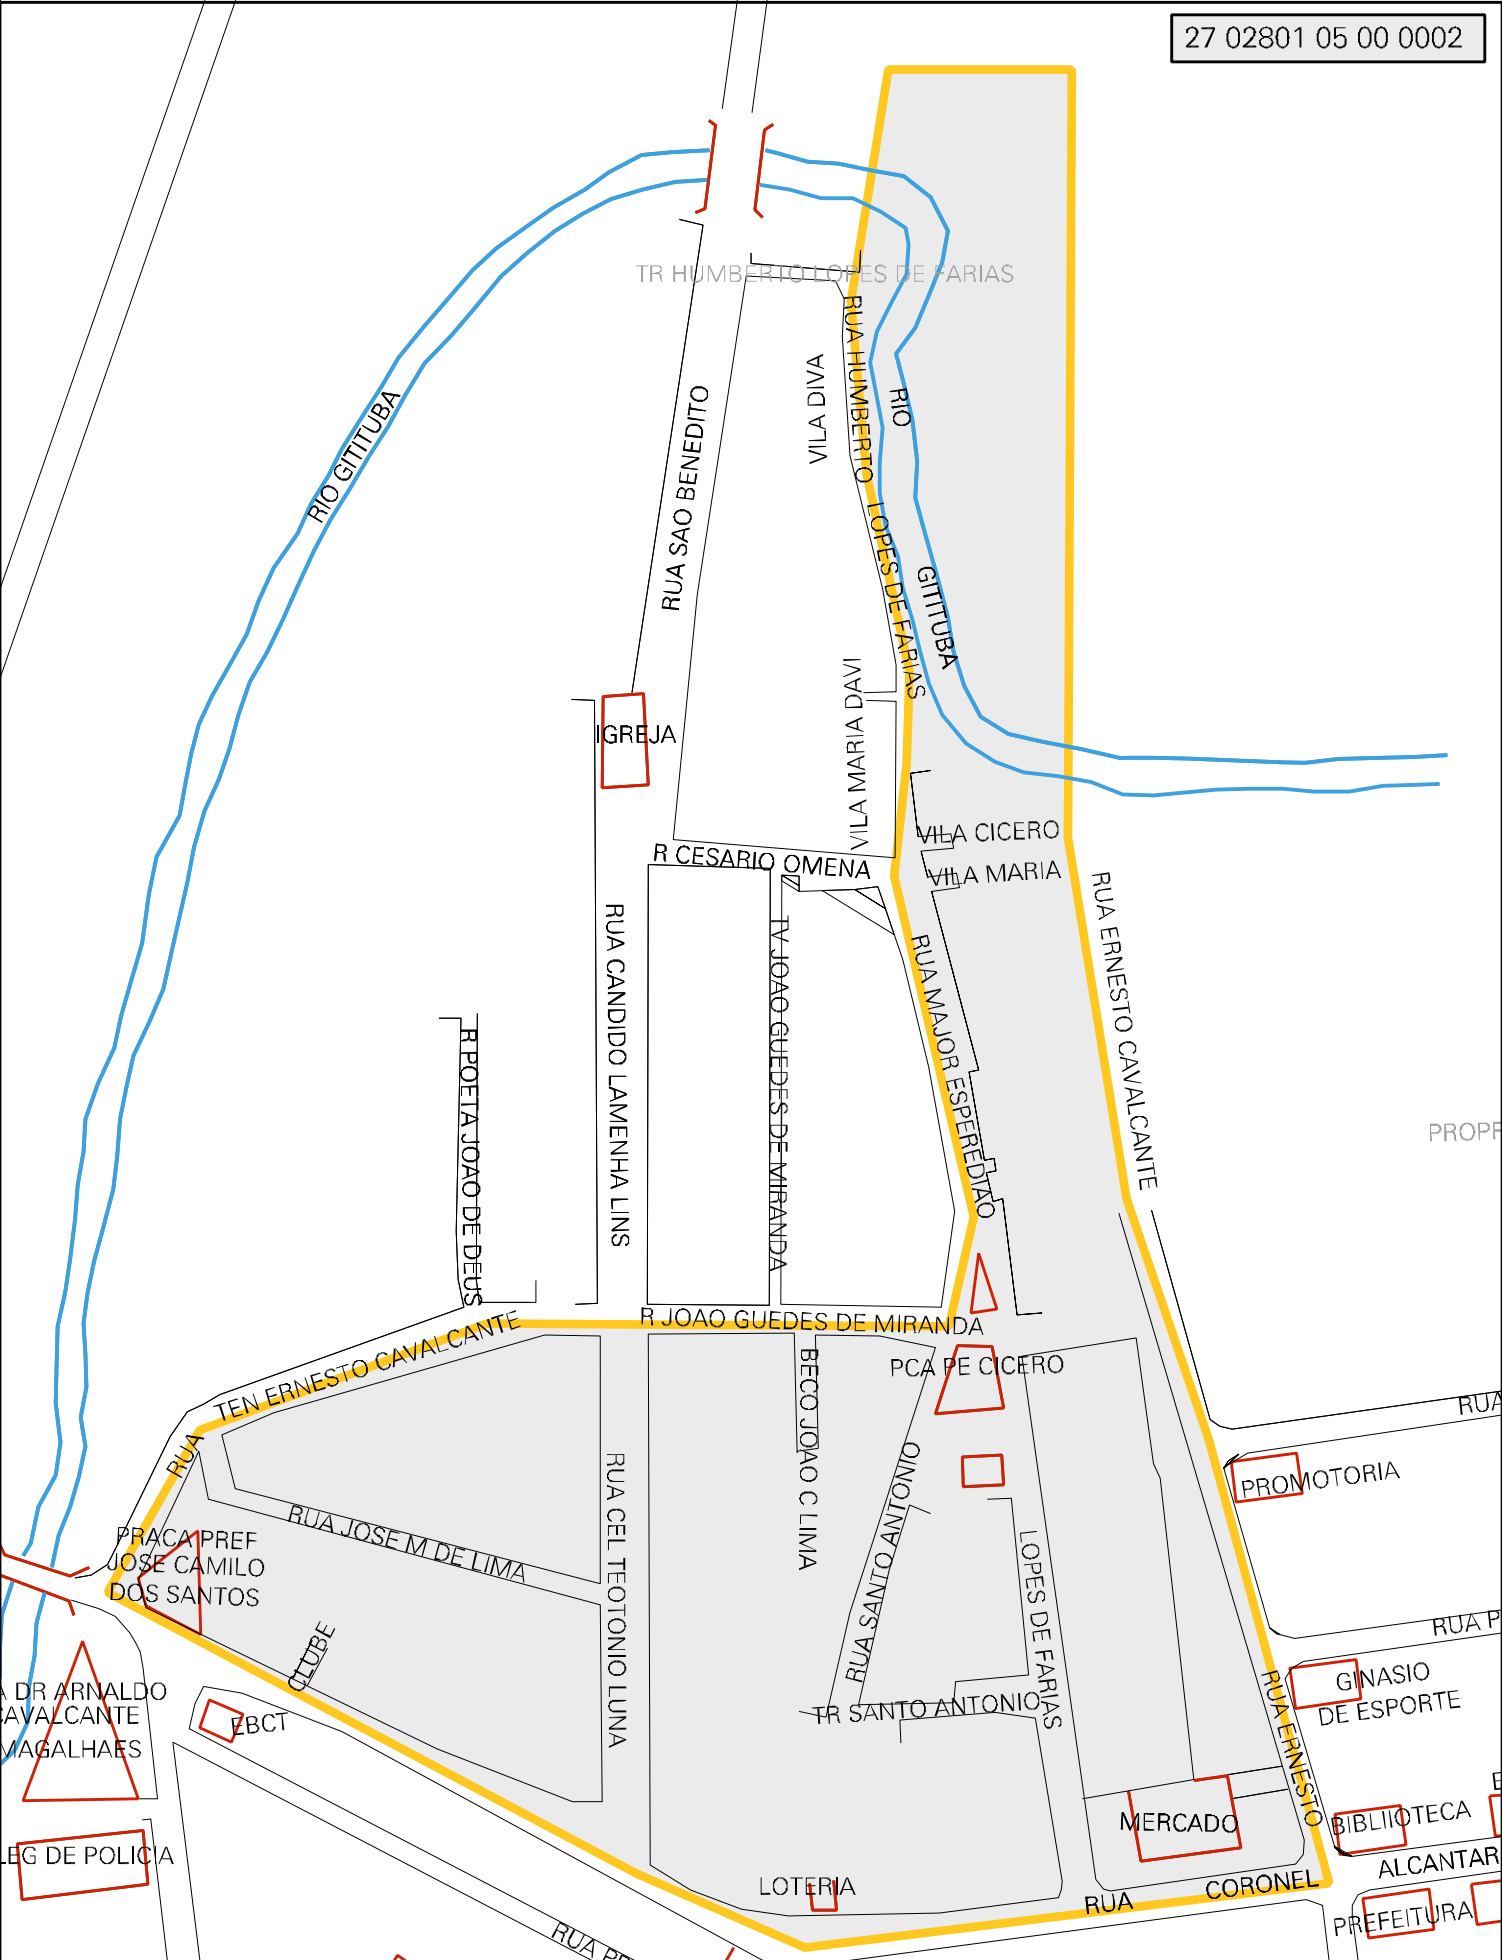 27 02801 05 00 0002
TR HUMBERTO LOPES DE FARIAS
RUA HUMBERTO LOPES DE FARIAS
VILA DIVA
RIO GITITUBA
RUA SAO BENEDITO
RIO GITITUBA
VILA MARIA DAVI
IGREJA
VILA CICERO
R CESARIO OMENA
VILA MARIA
RUA ERNESTO CAVALCANTE
RUA CANDIDO LAMENHA LINS
TV JOAO GUEDES DE MIRANDA
RUA MAJOR ESPEREDIAO
R POETA JOAO DE DEUS
PROPR
R JOAO GUEDES DE MIRANDA
RUA TEN ERNESTO CAVALCANTE
PCA PE CICERO
BECO JOAO C LIMA
RUA
RUA SANTO ANTONIO
RUA CEL TEOTONIO LUNA
PROMOTORIA
RUA JOSE M DE LIMA
PRACA PREF
JOSE CAMILO
DOS SANTOS
LOPES DE FARIAS
RUA P
CLUBE
GINASIO
DE ESPORTE
A DR ARNALDO
CAVALCANTE
MAGALHAES
TR SANTO ANTONIO
EBCT
RUA ERNESTO
MERCADO
BIBLIIOTECA
LEG DE POLICIA
ALCANTAR
LOTERIA
RUA CORONEL
PREFEITURA
RUA PR